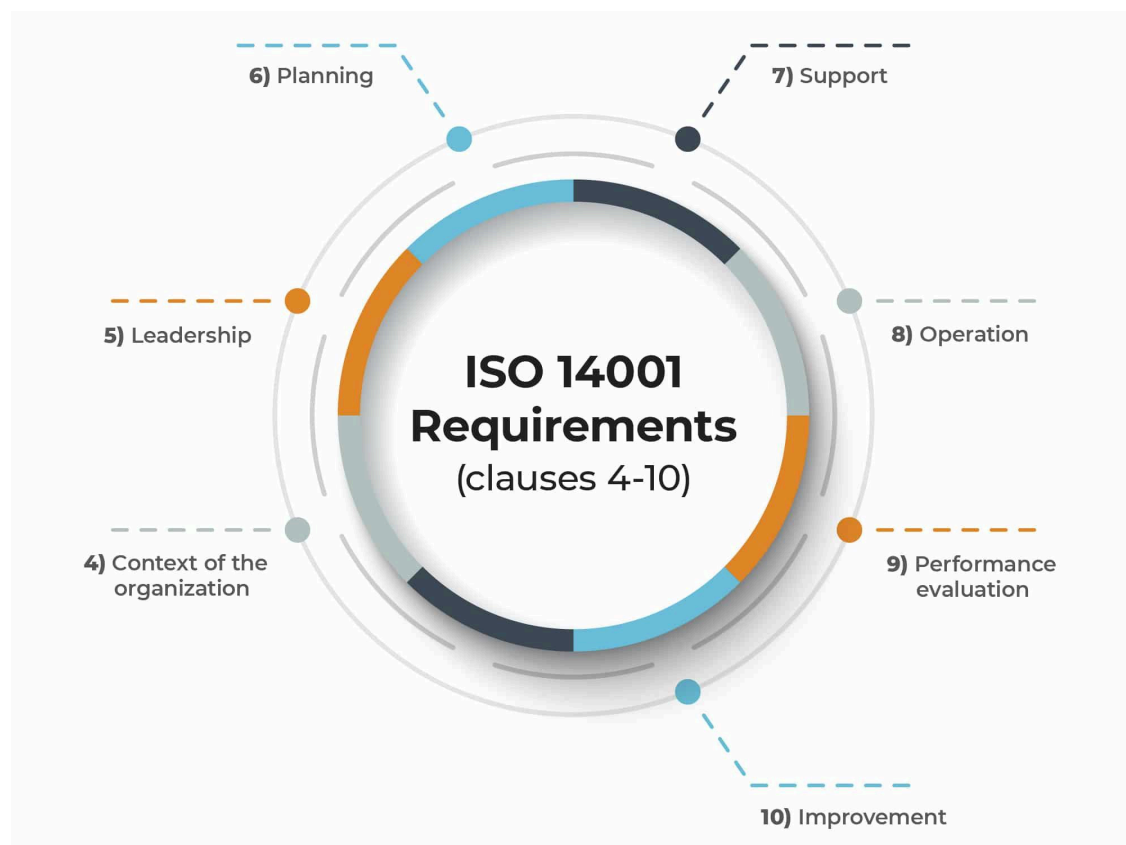 6) Planning
7) Support
5) Leadership
8) Operation
ISO 14001
Requirements
(clauses 4-10)
4) Context of the
organization
9) Performance
evaluation
10) Improvement